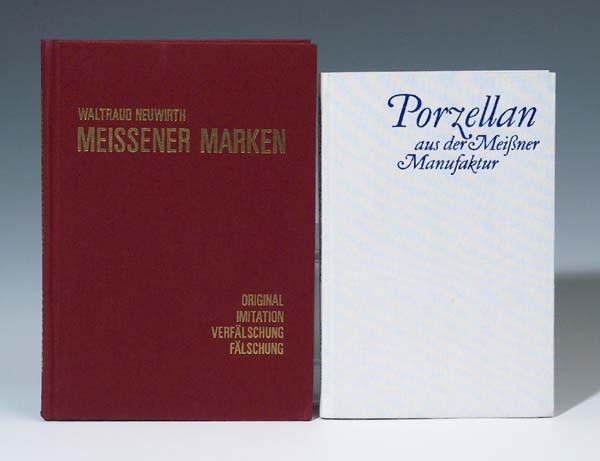 WALTRAUD NEUWIRTH
MEISSENER MARKEN
ORIGINAL
IMITATION
VERFÄLSCHUNG
FÄLSCHUNG
Porzellan
aus der Meißner
Manufaktur